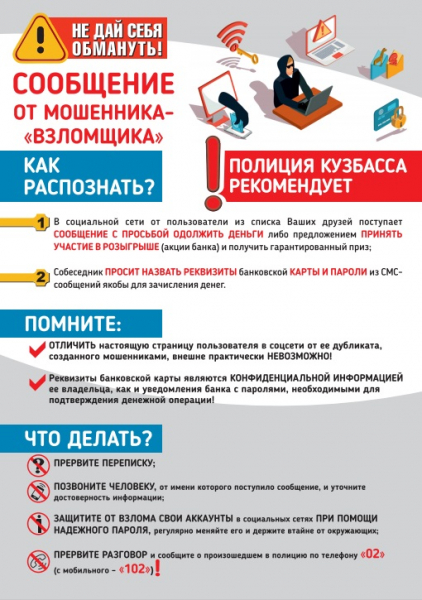 НЕ ДАЙ СЕБЯ
ОБМАНУТЬ!
СООБЩЕНИЕ
ОТ МОШЕННИКА-
«ВЗЛОМЩИКА»
КАК
РАСПОЗНАТЬ?
ПОЛИЦИЯ КУЗБАССА
РЕКОМЕНДУЕТ
1 В социальной сети от пользователя из списка Ваших друзей поступает
СООБЩЕНИЕ С ПРОСЬБОЙ ОДОЛЖИТЬ ДЕНЬГИ либо предложением ПРИНЯТЬ
УЧАСТИЕ В РОЗЫГРЫШЕ (акции банка) и получить гарантированный приз;
2 Собеседник ПРОСИТ НАЗВАТЬ РЕКВИЗИТЫ банковской КАРТЫ И ПАРОЛИ из СМС-
сообщений якобы для зачисления денег.
ПОМНИТЕ:
ОТЛИЧИТЬ настоящую страницу пользователя в соцсети от ее дубликата,
созданного мошенниками, внешне практически НЕВОЗМОЖНО!
Реквизиты банковской карты являются КОНФИДЕНЦИАЛЬНОЙ ИНФОРМАЦИЕЙ
ее владельца, как и уведомления банка с паролями, необходимыми для
подтверждения денежной операции!
ЧТО ДЕЛАТЬ?
ПРЕРВИТЕ ПЕРЕПИСКУ;
ПОЗВОНИТЕ ЧЕЛОВЕКУ, от имени которого поступило сообщение, и уточните
достоверность информации;
ЗАЩИТИТЕ ОТ ВЗЛОМА СВОИ АККАУНТЫ в социальных сетях ПРИ ПОМОЩИ
НАДЕЖНОГО ПАРОЛЯ, регулярно меняйте его и держите втайне от окружающих;
ПРЕРВИТЕ РАЗГОВОР и сообщите о произошедшем в полицию по телефону «02»
(с мобильного – «102»)!